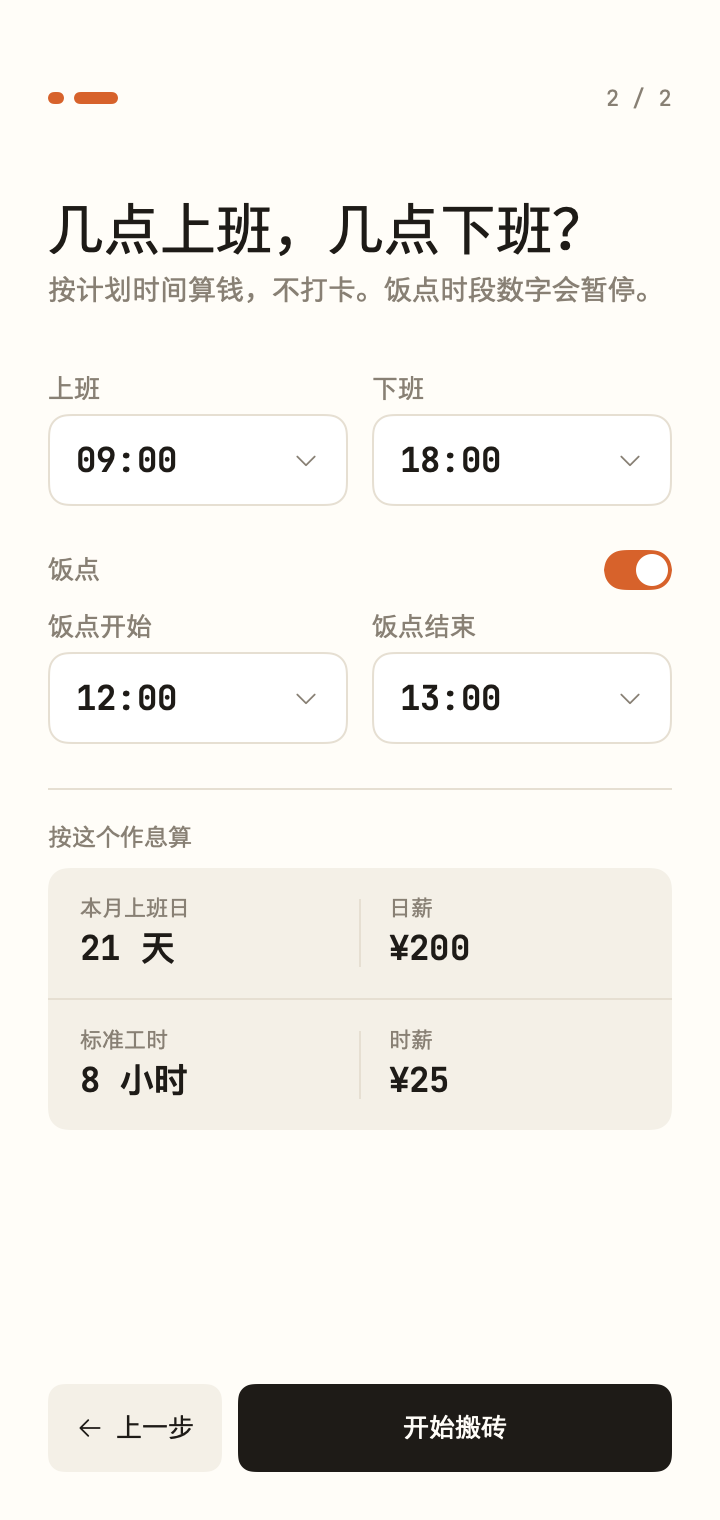 2 / 2
几点上班，几点下班？
按计划时间算钱，不打卡。饭点时段数字会暂停。
上班
下班
09:00
18:00
饭点
饭点开始
饭点结束
12:00
13:00
按这个作息算
本月上班日
日薪
21 天
¥200
标准工时
时薪
8 小时
¥25
← 上一步
开始搬砖